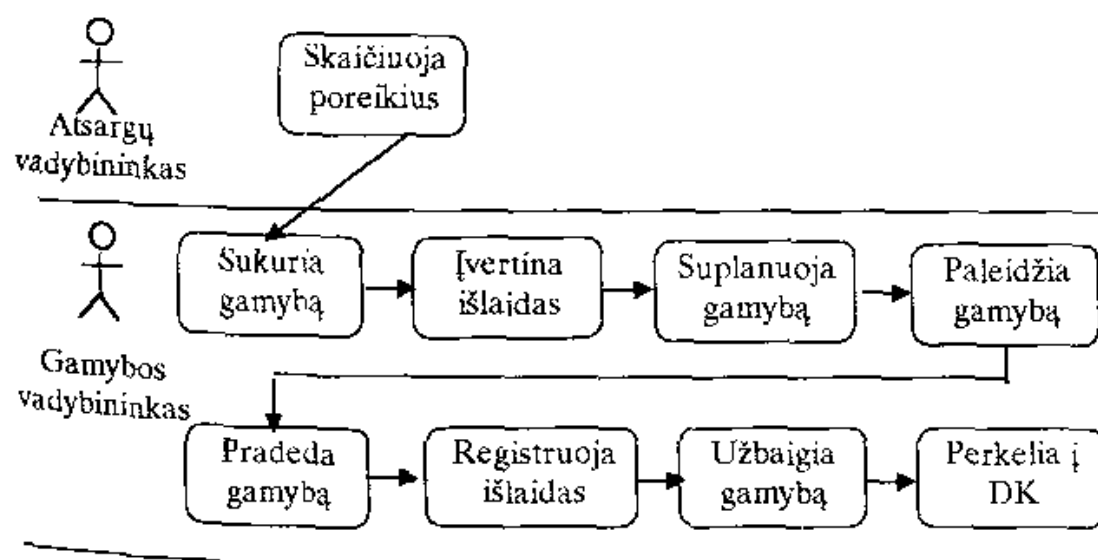 Skaičiuoja
poreikius
Atsargų
vadybininkas
Sukuria
gamybą
Įvertina
išlaidas
Suplanuoja
gamybą
Paleidžia
gamybą
Gamybos
vadybininkas
Pradeda
gamybą
Registruoja
išlaidas
Užbaigia
gamybą
Perkelia į
DK